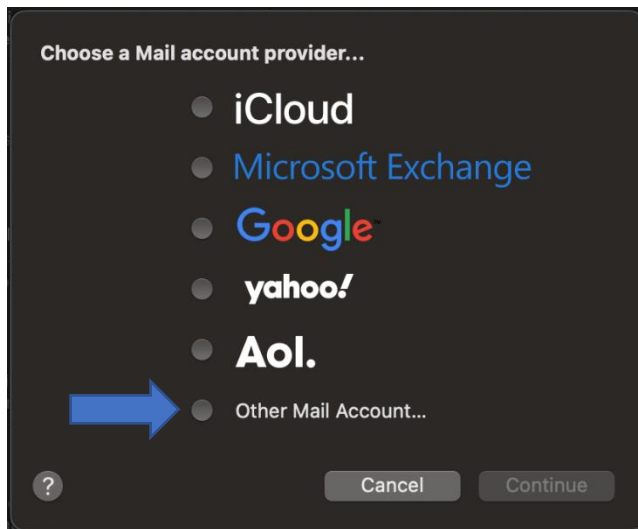 Choose a Mail account provider...
iCloud
Microsoft Exchange
Google
yahoo!
Aol.
Other Mail Account...
?
Cancel
Continue